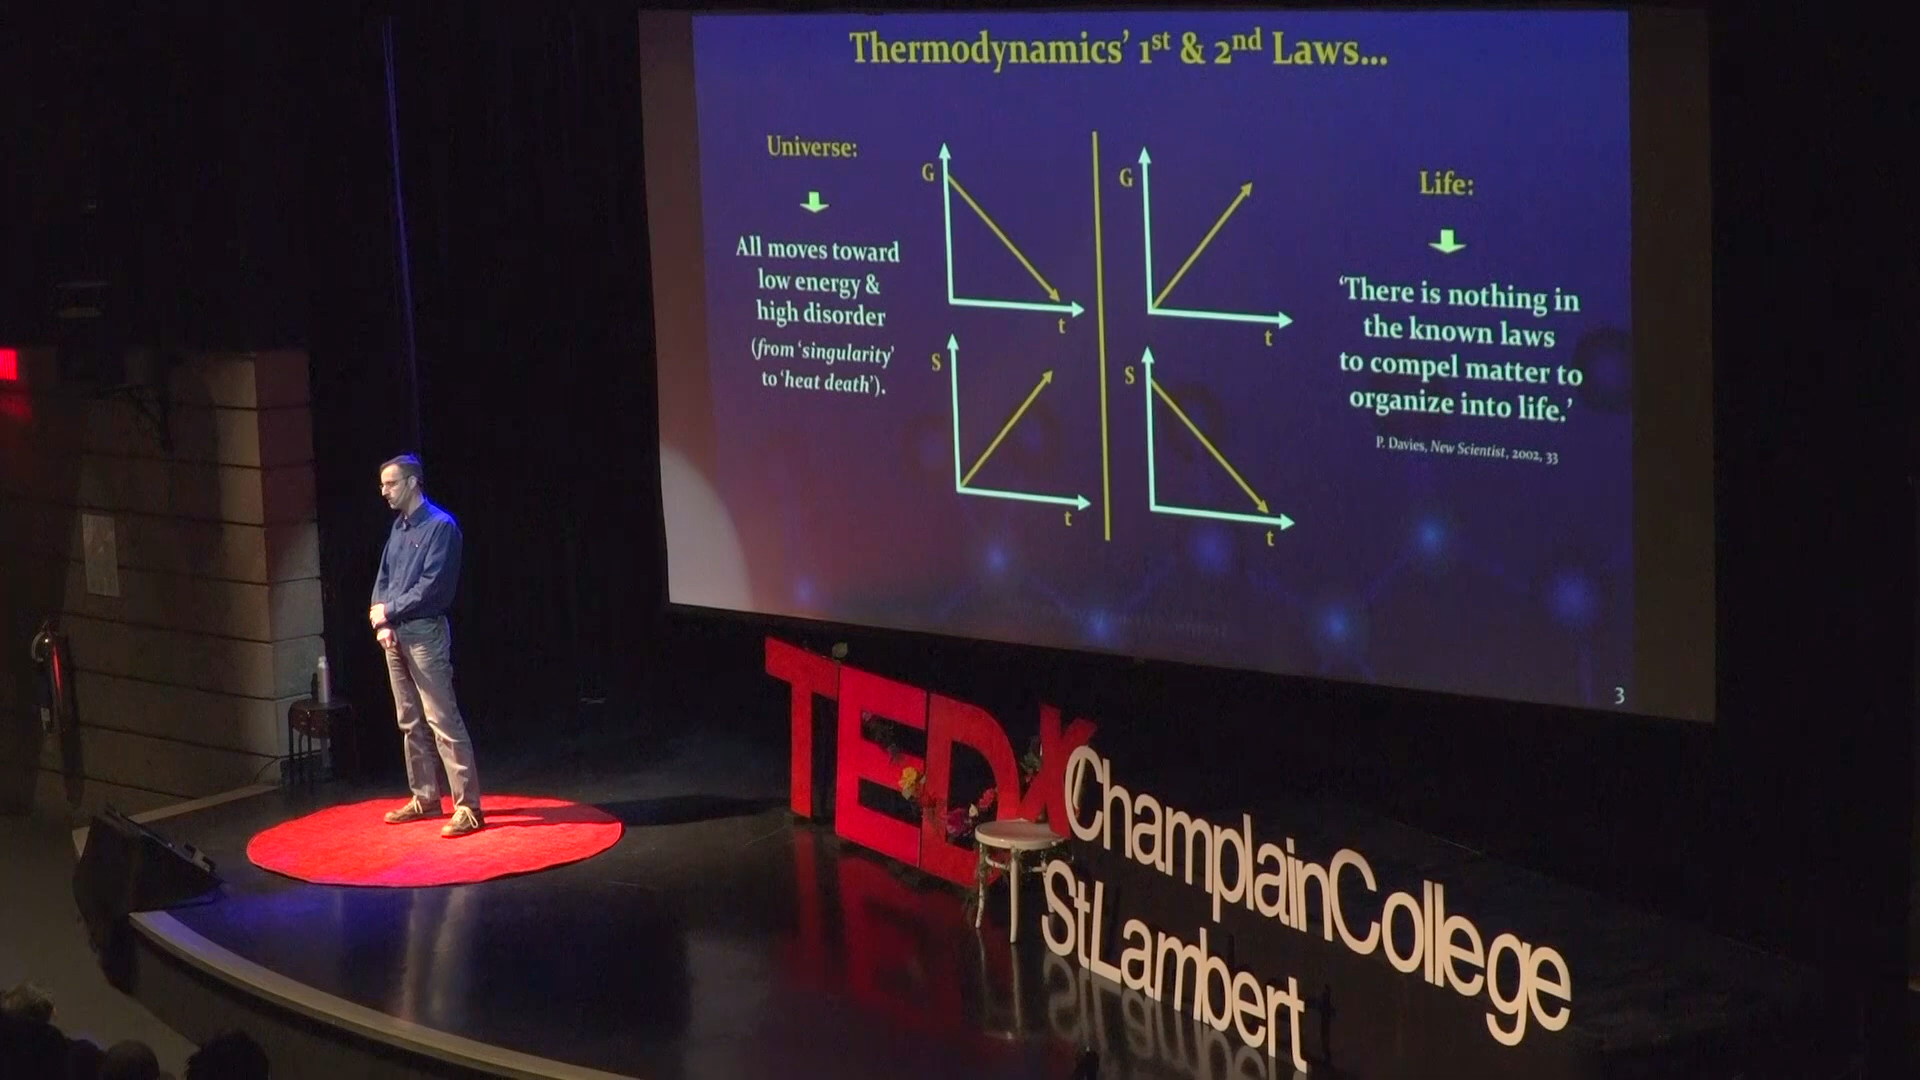 Thermodynamics' 1st & 2nd Laws...
Universe:
All moves toward
low energy &
high disorder
(from 'singularity'
to 'heat death').
G
t
S
t
G
t
S
t
Life:
'There is nothing in
the known laws
to compel matter to
organize into life.'
P. Davies, New Scientist, 2002, 33
3
TEDx
ChamplainCollege
StLambert